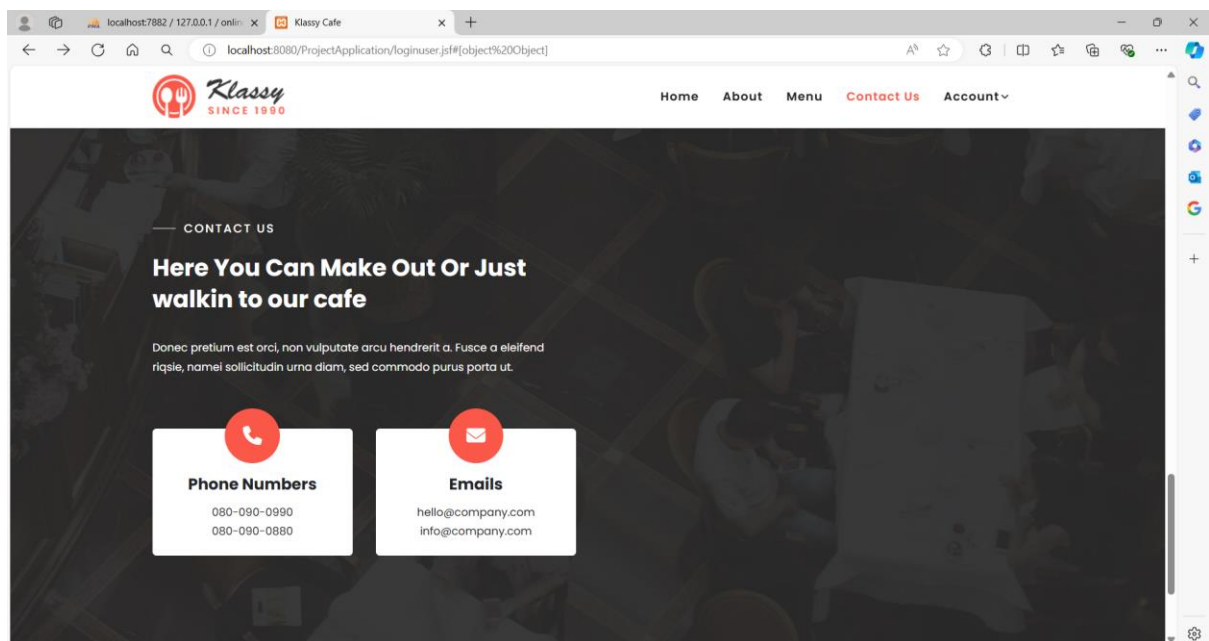 localhost:7882 / 127.0.0.1 / onlin
Klassy Cafe
localhost:8080/ProjectApplication/loginuser.jsf#[object%20Object]
Klassy
SINCE 1990
Home About Menu Contact Us Account
CONTACT US
Here You Can Make Out Or Just
walkin to our cafe
Donec pretium est orci, non vulputate arcu hendrerit a. Fusce a eleifend
riqsie, namei sollicitudin urna diam, sed commodo purus porta ut.
Phone Numbers
080-090-0990
080-090-0880
Emails
hello@company.com
info@company.com